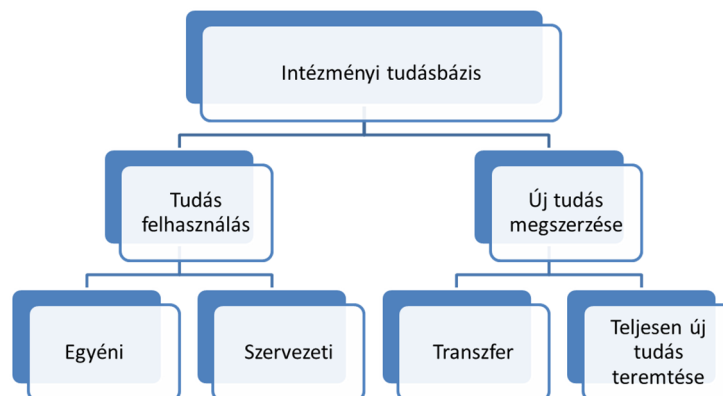 Intézményi tudásbázis
Tudás
felhasználás
Új tudás
megszerzése
Egyéni
Szervezeti
Transzfer
Teljesen új
tudás
teremtése